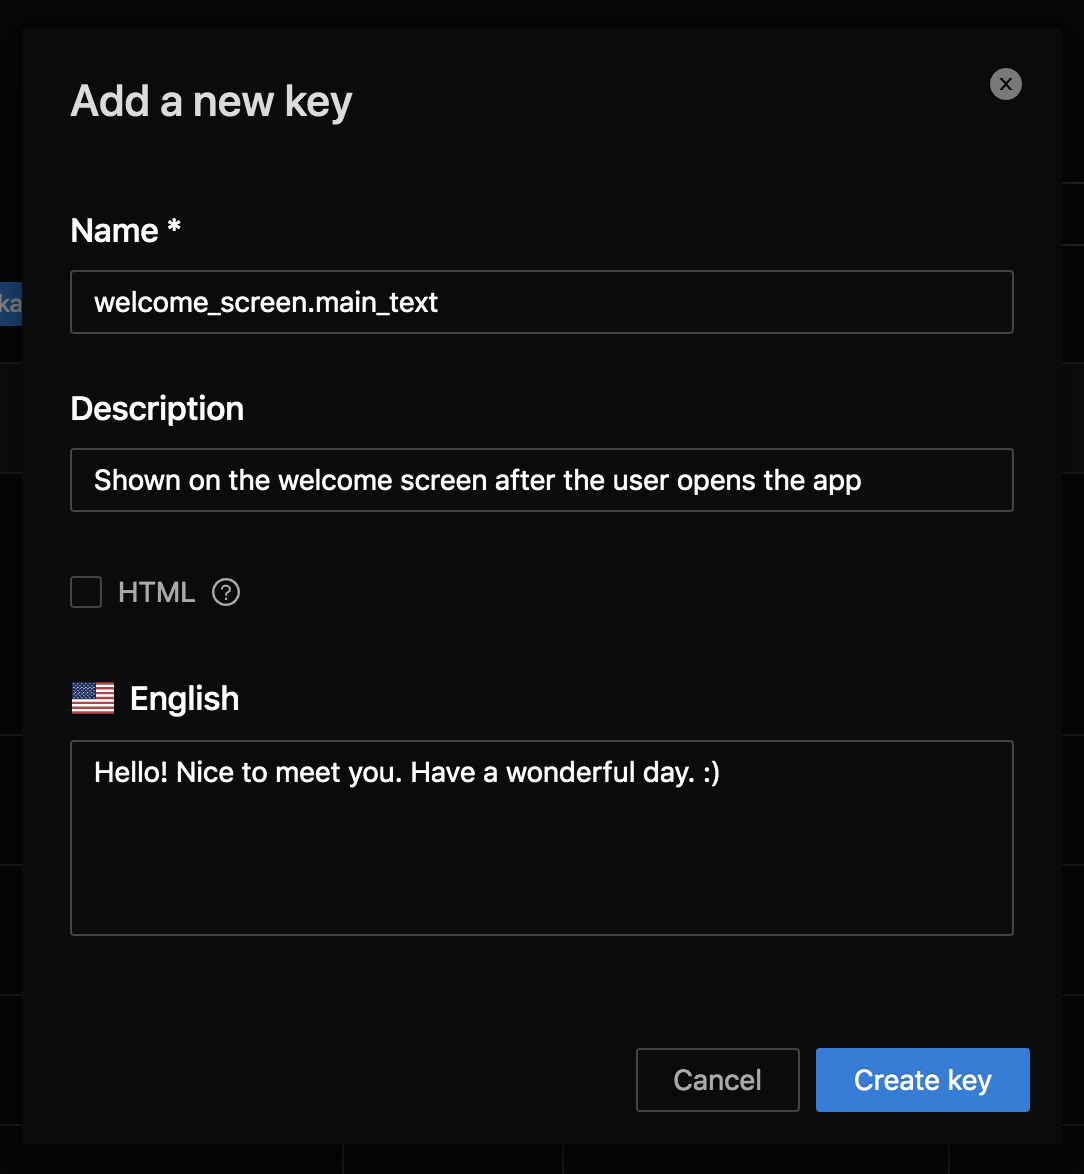 Add a new key
Name *
ka
welcome_screen.main_text
Description
Shown on the welcome screen after the user opens the app
HTML ?
English
Hello! Nice to meet you. Have a wonderful day. :)
Cancel
Create key